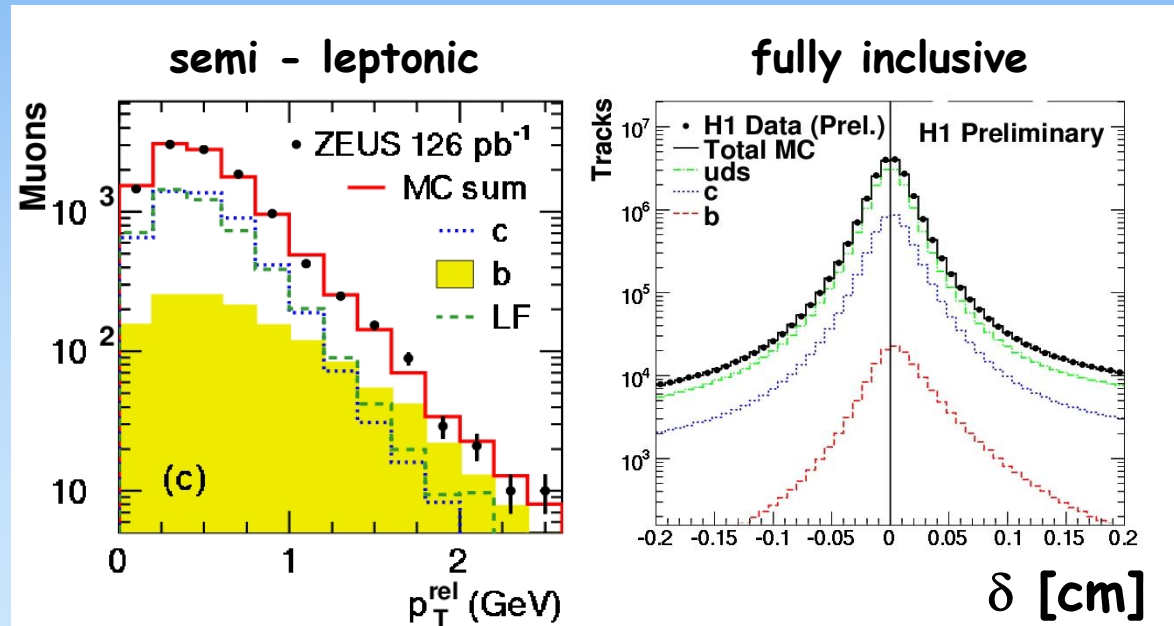 semi - leptonic
Muons
10³
10²
10
ZEUS 126 pb⁻¹
MC sum
c
b
LF
(c)
0 1 2
p_T^rel (GeV)
fully inclusive
Tracks
10⁷
10⁶
10⁵
10⁴
10³
H1 Data (Prel.)
Total MC
uds
c
b
H1 Preliminary
-0.2 -0.15 -0.1 -0.05 0 0.05 0.1 0.15 0.2
δ [cm]